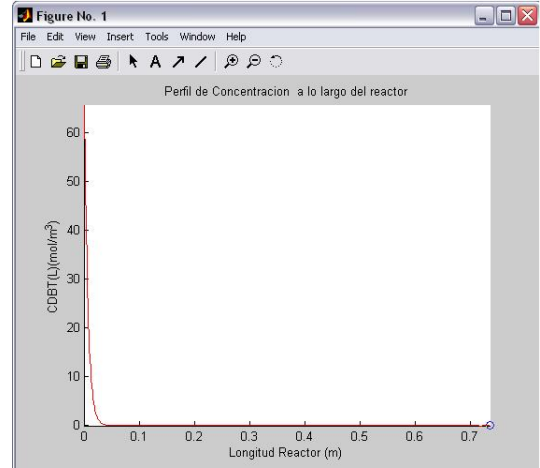 Figure No. 1
File Edit View Insert Tools Window Help
A
Perfil de Concentracion a lo largo del reactor
60
50
40
30
20
10
0
CDBT(L)(mol/m³)
0 0.1 0.2 0.3 0.4 0.5 0.6 0.7
Longitud Reactor (m)